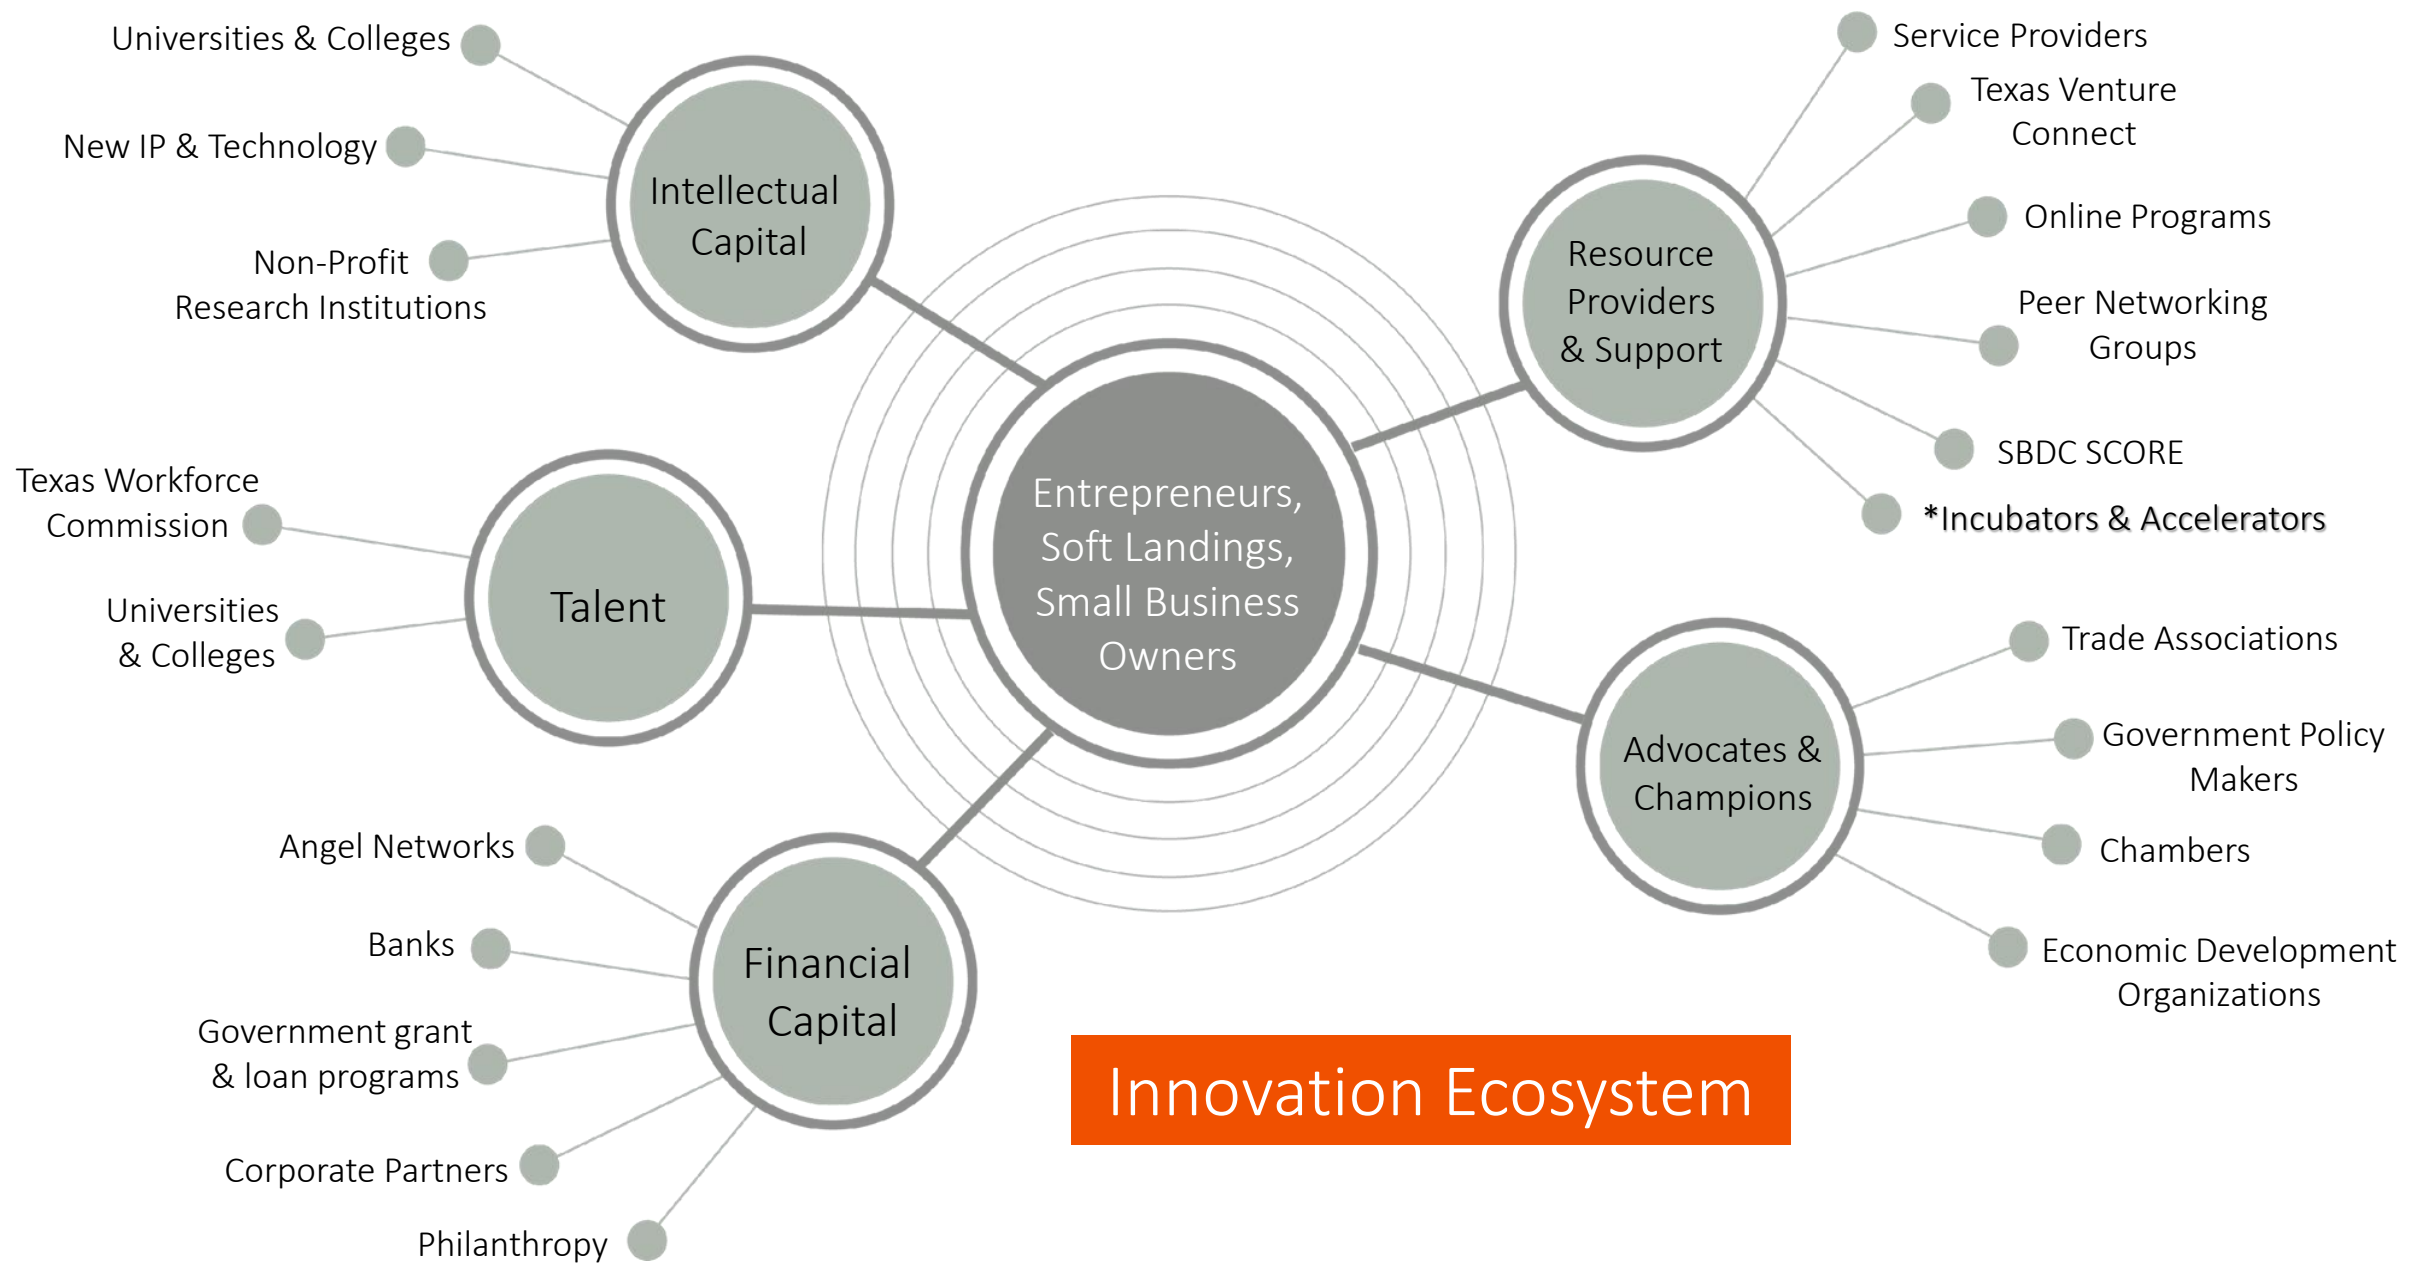 Universities & Colleges
New IP & Technology
Non-Profit
Research Institutions
Intellectual
Capital
Texas Workforce
Commission
Universities
& Colleges
Talent
Angel Networks
Banks
Government grant
& loan programs
Corporate Partners
Philanthropy
Financial
Capital
Entrepreneurs,
Soft Landings,
Small Business
Owners
Resource
Providers
& Support
Service Providers
Texas Venture
Connect
Online Programs
Peer Networking
Groups
SBDC SCORE
*Incubators & Accelerators
Advocates &
Champions
Trade Associations
Government Policy
Makers
Chambers
Economic Development
Organizations
Innovation Ecosystem